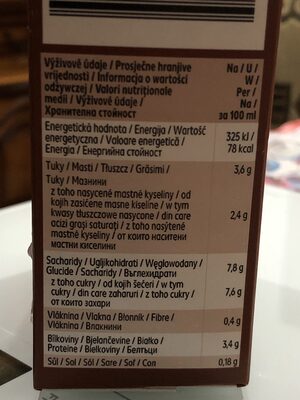 Výživové údaje / Prosječne hranjive
vrijednosti / Informacja o wartości
odżywczej / Valori nutriționale
medii / Výživové údaje /
Хранителна стойност
Na / U /
W /
Per /
Na /
за 100 ml
Energetická hodnota / Energija / Wartość
energetyczna / Valoare energetică /
Energia / Енергийна стойност
325 kJ /
78 kcal
Tuky / Masti / Tłuszcz / Grăsimi /
Tuky / Мазнини
3,6 g
z toho nasycené mastné kyseliny / od
kojih zasićene masne kiseline / w tym
kwasy tłuszczowe nasycone / din care
acizi grași saturați / z toho nasýtené
mastné kyseliny / от които наситени
мастни киселини
2,4 g
Sacharidy / Ugljikohidrati / Węglowodany /
Glucide / Sacharidy / Въглехидрати
7,8 g
z toho cukry / od kojih šećeri / w tym
cukry / din care zaharuri / z toho cukry /
от които захари
7,6 g
Vláknina / Vlakna / Błonnik / Fibre /
Vláknina / Влакнини
0,4 g
Bílkoviny / Bjelančevine / Białko /
Proteine / Bielkoviny / Белтъци
3,4 g
Sůl / Sol / Sól / Sare / Soľ / Сол
0,18 g